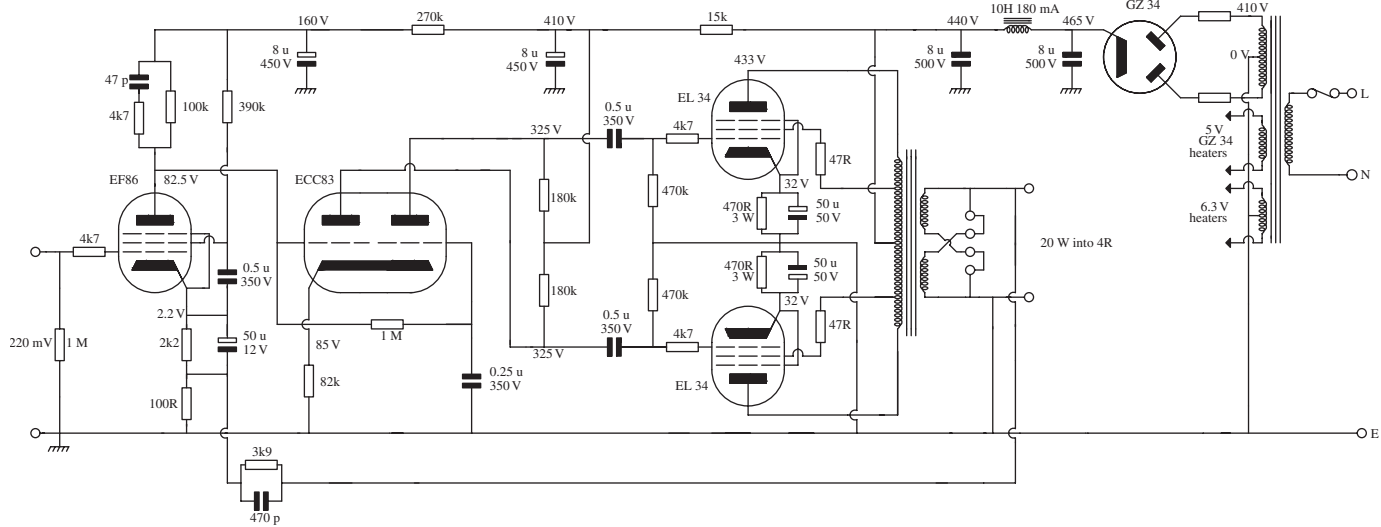 160 V
270k
410 V
15k
440 V
10H 180 mA
465 V
GZ 34
410 V
0 V
8 u
450 V
8 u
450 V
8 u
500 V
8 u
500 V
47 p
4k7
100k
390k
433 V
EL 34
0.5 u
350 V
4k7
325 V
47R
L
5 V
GZ 34
heaters
N
6.3 V
heaters
EF86
82.5 V
ECC83
180k
470k
32 V
470R
3 W
50 u
50 V
4k7
0.5 u
350 V
20 W into 4R
470R
3 W
50 u
50 V
180k
470k
32 V
2.2 V
1 M
0.5 u
350 V
47R
220 mV
1 M
2k2
50 u
12 V
85 V
325 V
4k7
82k
0.25 u
350 V
EL 34
100R
E
3k9
470 p